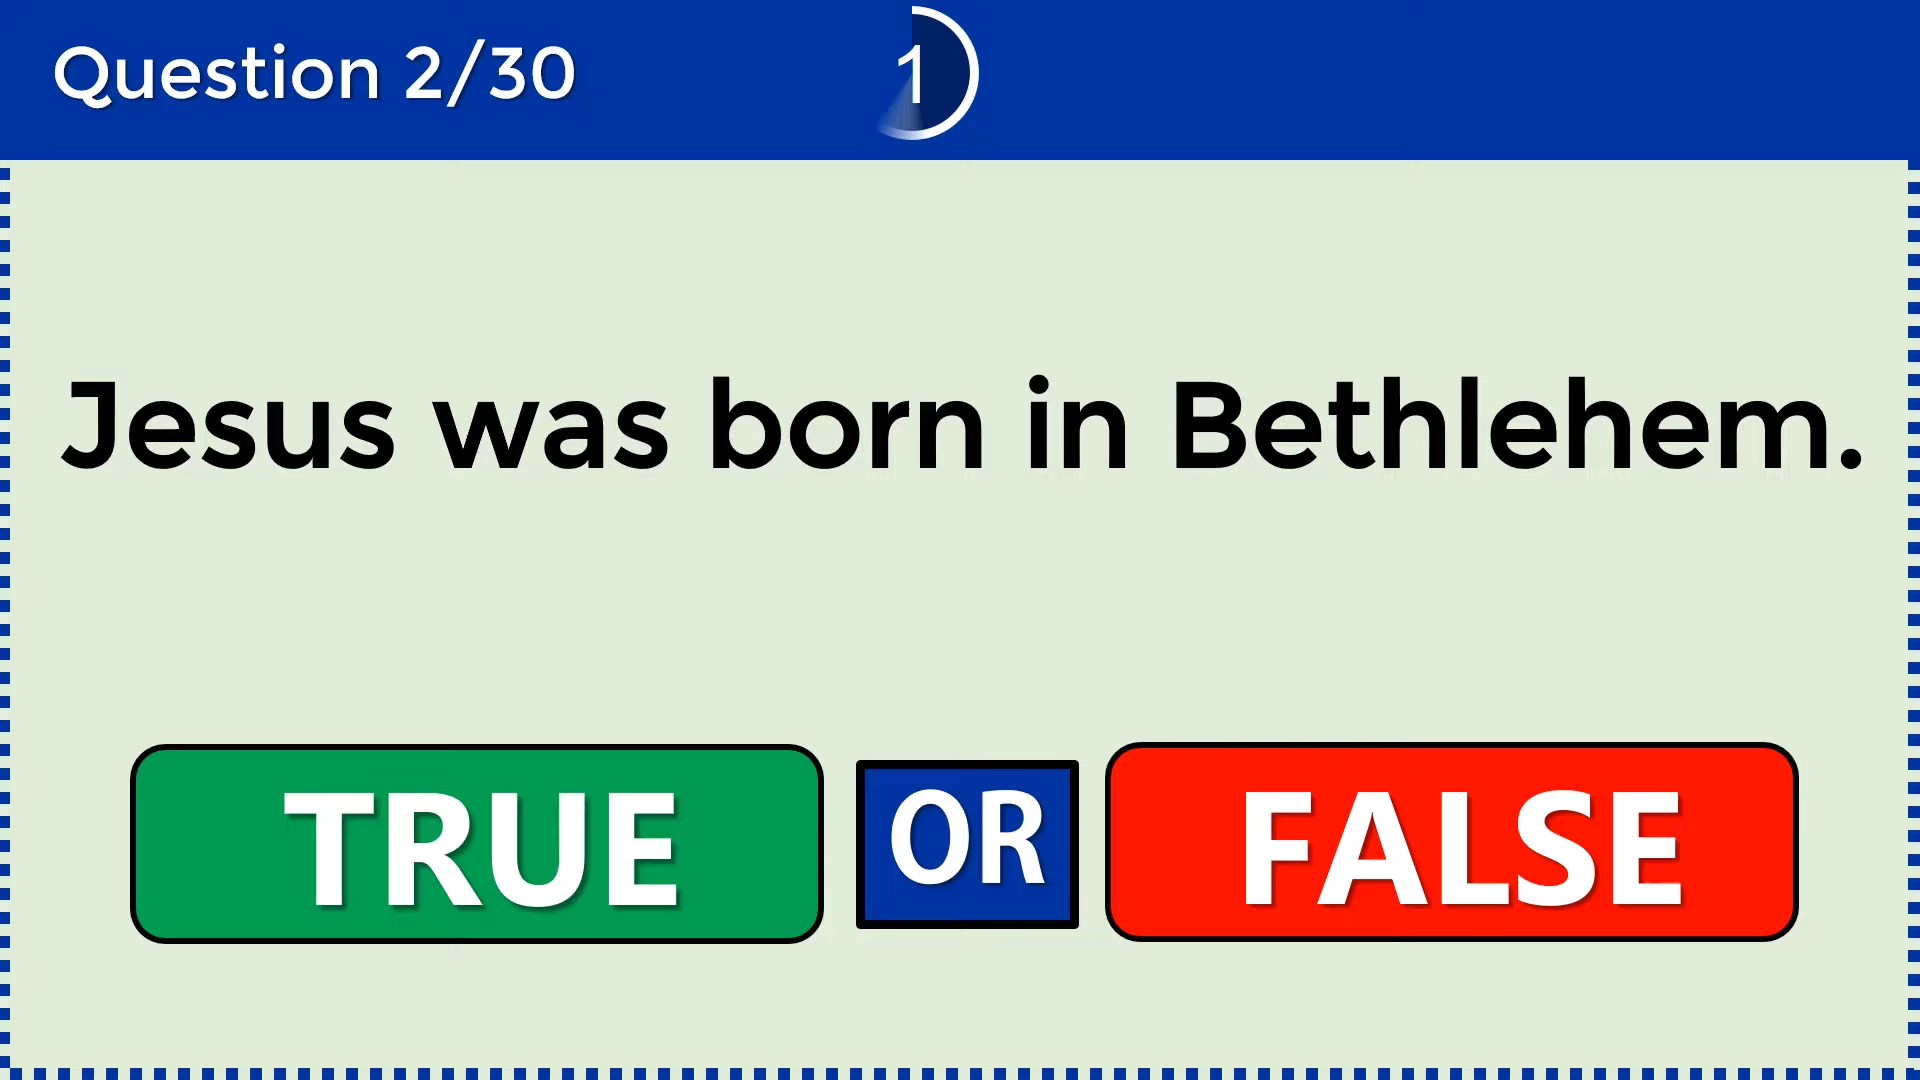 Question 2/30
1
Jesus was born in Bethlehem.
TRUE
OR
FALSE